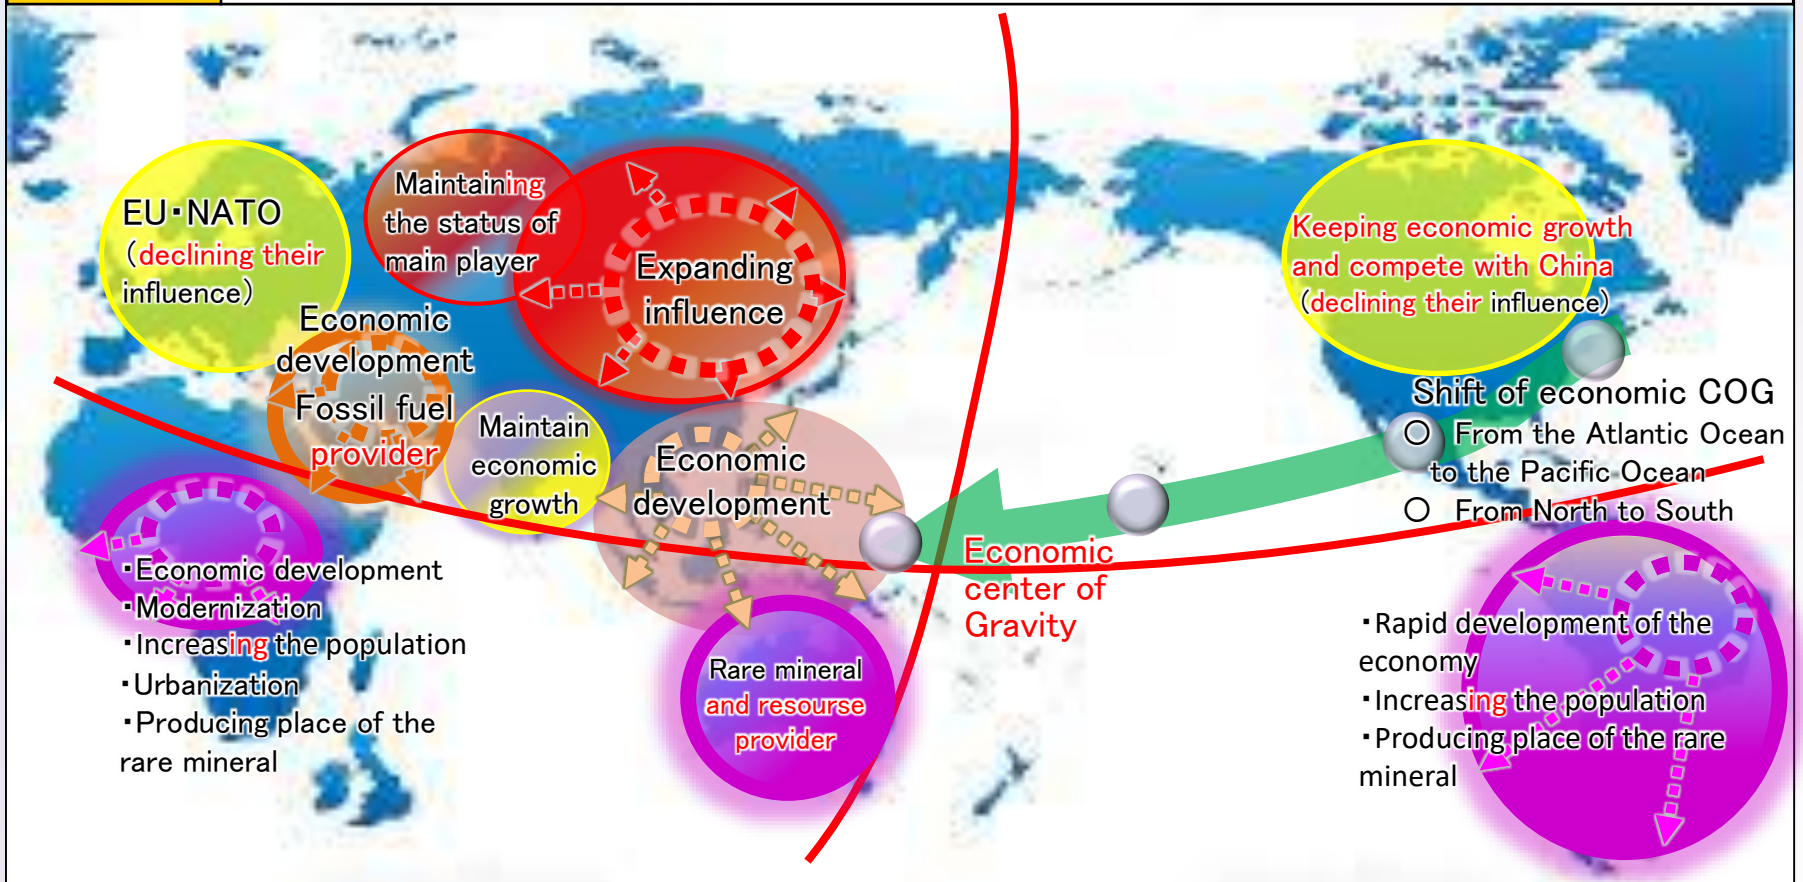 EU・NATO
（declining their
influence）
Maintaining
the status of
main player
Expanding
influence
Keeping economic growth
and compete with China
（declining their influence）
Economic
development
Fossil fuel
provider
Maintain
economic
growth
Economic
development
Shift of economic COG
○ From the Atlantic Ocean
to the Pacific Ocean
○ From North to South
Economic
center of
Gravity
・Economic development
・Modernization
・Increasing the population
・Urbanization
・Producing place of the
rare mineral
Rare mineral
and resourse
provider
・Rapid development of the
economy
・Increasing the population
・Producing place of the rare
mineral